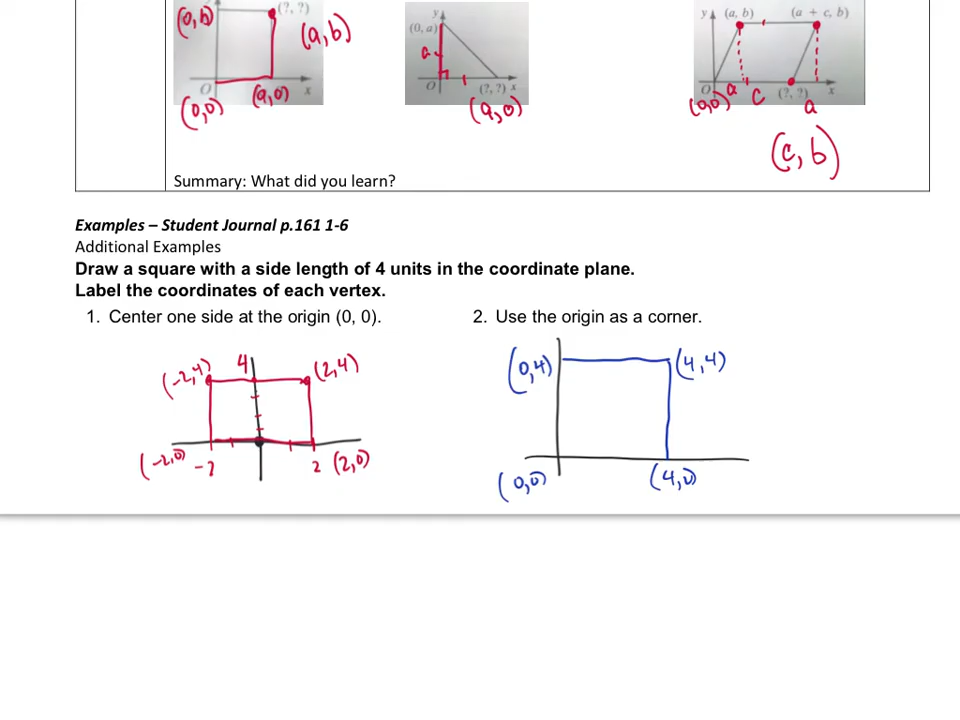 (0,b)
(?, ?)
(a,b)
O
x
(0,0)
(a,0)
y
(0, a)
a
O
(?, ?)
x
(a,0)
y
(a, b)
(a + c, b)
O
a
c
(?, ?)
x
(0,0)
a
(c,b)
Summary: What did you learn?
Examples – Student Journal p.161 1-6
Additional Examples
Draw a square with a side length of 4 units in the coordinate plane.
Label the coordinates of each vertex.
1. Center one side at the origin (0, 0).
2. Use the origin as a corner.
(-2,4)
4
(2,4)
(-2,0)
-2
2
(2,0)
(0,4)
(4,4)
(0,0)
(4,0)